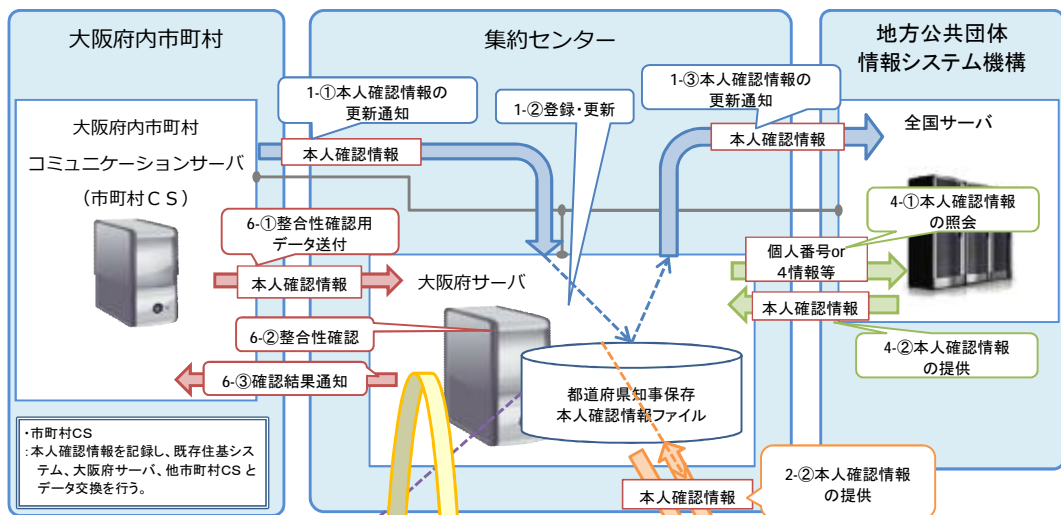 大阪府内市町村
集約センター
地方公共団体
情報システム機構
1-①本人確認情報の
更新通知
1-②登録・更新
1-③本人確認情報の
更新通知
大阪府内市町村
コミュニケーションサーバ
（市町村ＣＳ）
本人確認情報
本人確認情報
全国サーバ
4-①本人確認情報
の照会
6-①整合性確認用
データ送付
本人確認情報
大阪府サーバ
個人番号or
４情報等
本人確認情報
6-②整合性確認
4-②本人確認情報
の提供
6-③確認結果通知
都道府県知事保存
本人確認情報ファイル
・市町村CS
：本人確認情報を記録し、既存住基シス
テム、大阪府サーバ、他市町村CSと
データ交換を行う。
本人確認情報
2-②本人確認情報
の提供